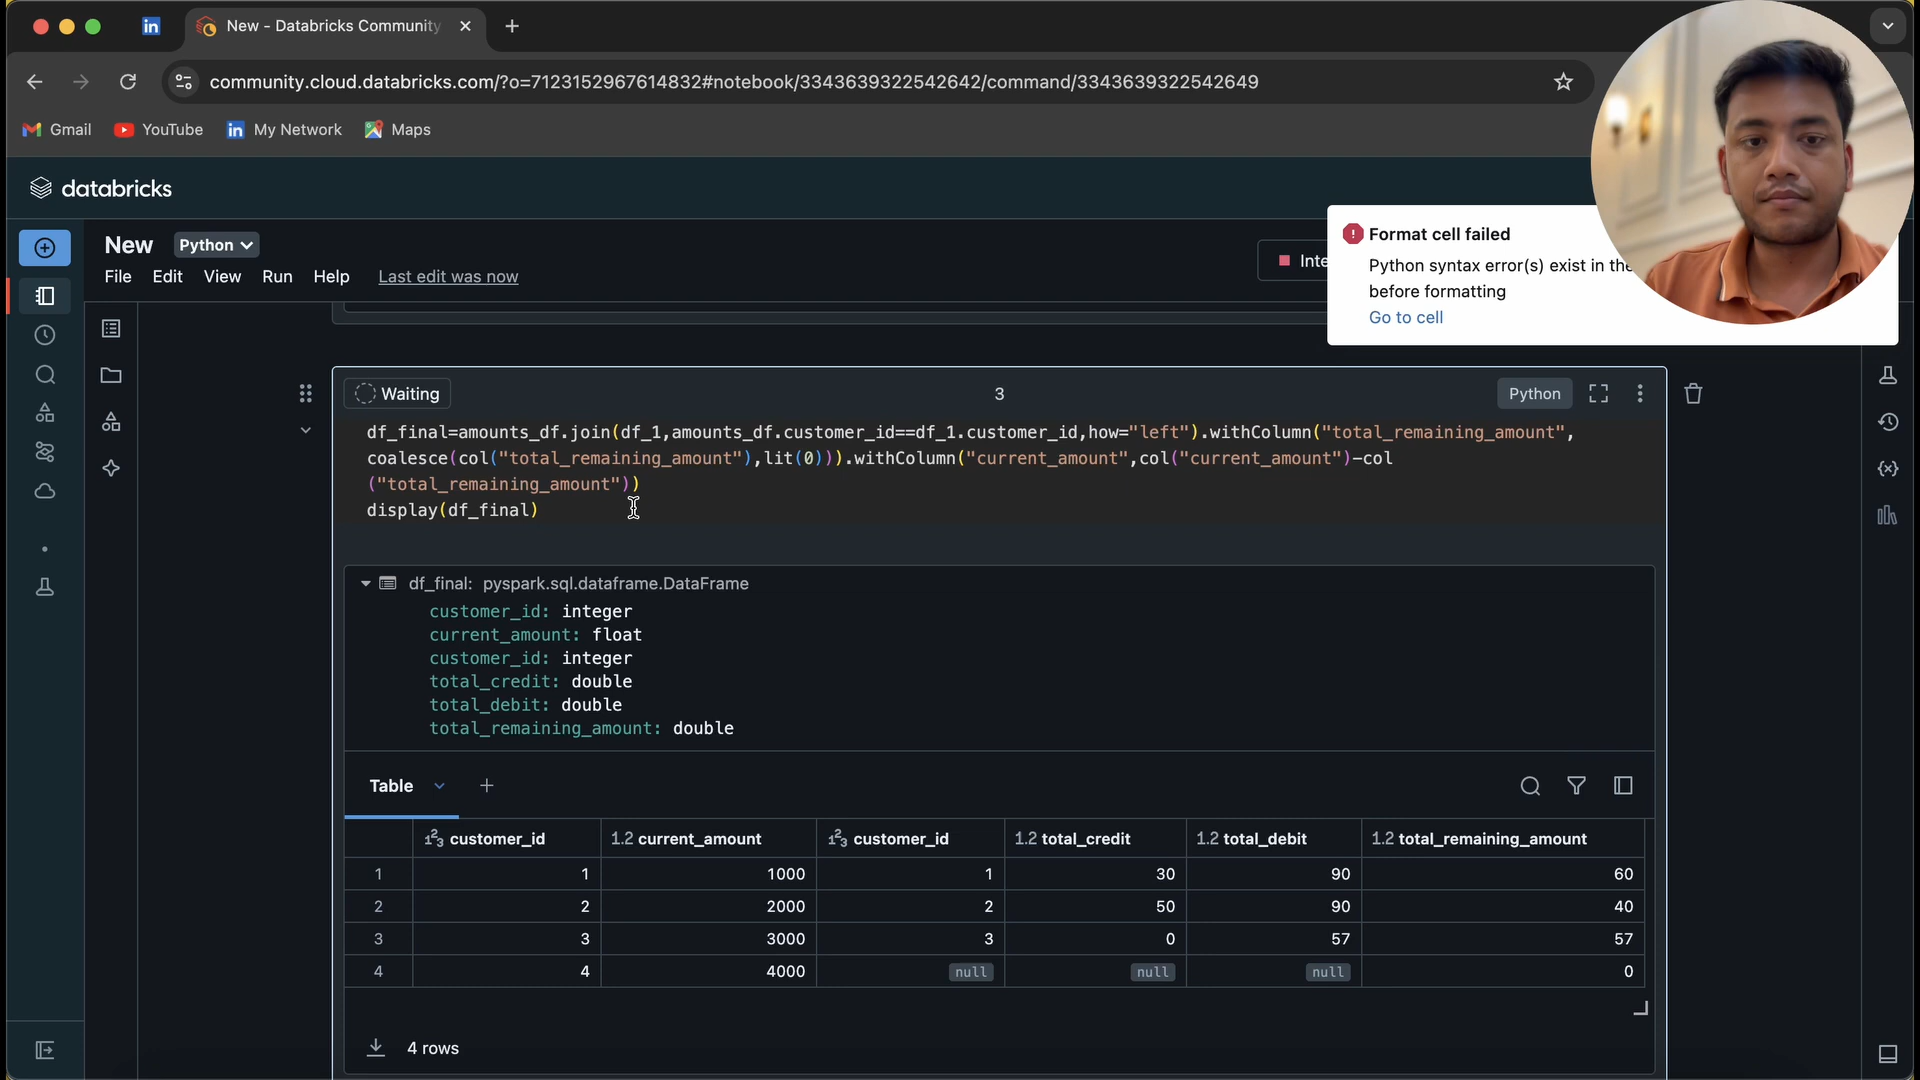 in
New - Databricks Community
community.cloud.databricks.com/?o=7123152967614832#notebook/3343639322542642/command/3343639322542649
Gmail
YouTube
in My Network
Maps
databricks
New
Python
File Edit View Run Help Last edit was now
Inte
Format cell failed
Python syntax error(s) exist in the
before formatting
Go to cell
Waiting
3
Python
df_final=amounts_df.join(df_1,amounts_df.customer_id==df_1.customer_id,how="left").withColumn("total_remaining_amount",
coalesce(col("total_remaining_amount"),lit(0))).withColumn("current_amount",col("current_amount")-col
("total_remaining_amount"))
display(df_final)
df_final: pyspark.sql.dataframe.DataFrame
customer_id: integer
current_amount: float
customer_id: integer
total_credit: double
total_debit: double
total_remaining_amount: double
Table
123 customer_id 1.2 current_amount 123 customer_id 1.2 total_credit 1.2 total_debit 1.2 total_remaining_amount
1 1 1000 1 30 90 60
2 2 2000 2 50 90 40
3 3 3000 3 0 57 57
4 4 4000 null null null 0
4 rows